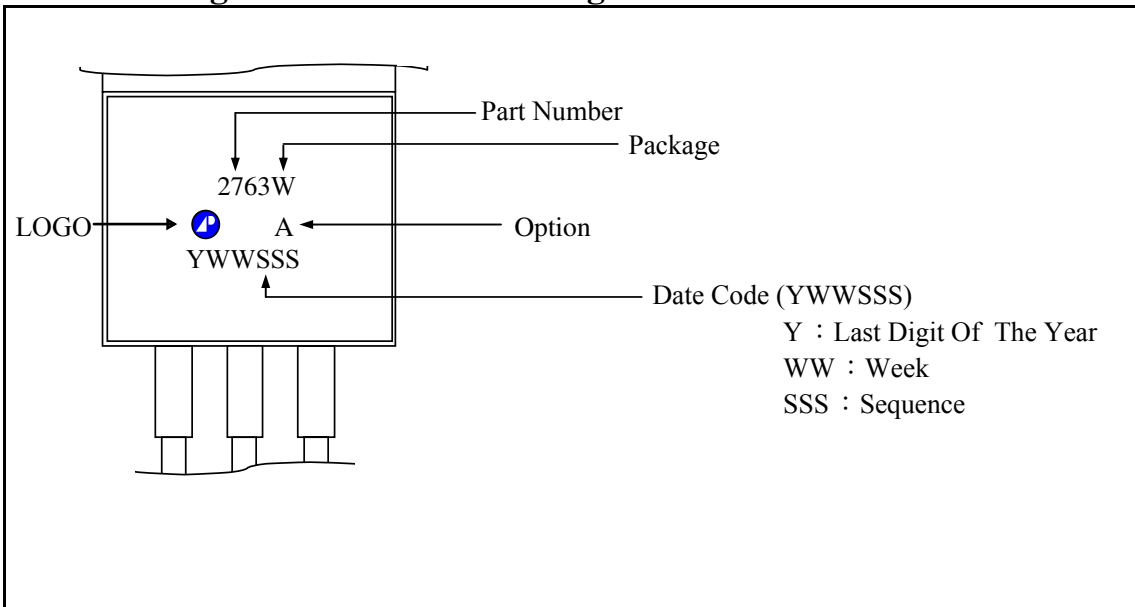 Part Number
Package
2763W
LOGO
A
Option
YWWSSS
Date Code (YWWSSS)
Y：Last Digit Of The Year
WW：Week
SSS：Sequence